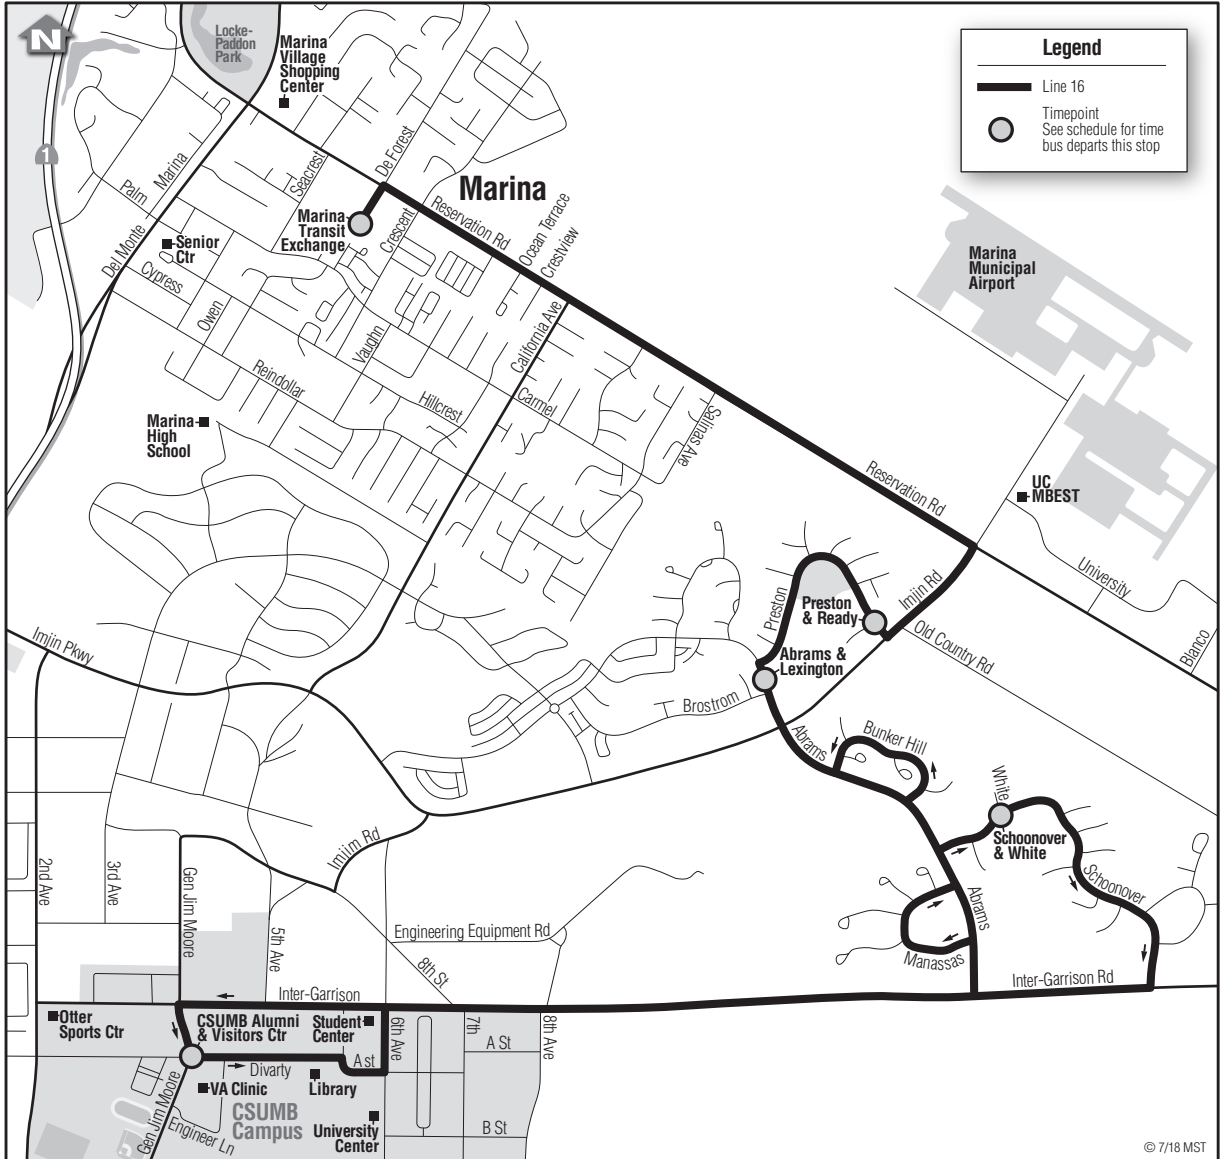 N
Locke-
Paddon
Park
Marina
Village
Shopping
Center
Legend
Line 16
Timepoint
See schedule for time
bus departs this stop
1
Palm
Marina
Seacrest
De Forest
Marina
Marina
Transit
Exchange
Crescent
Reservation Rd
Ocean Terrace
Crestview
Marina
Municipal
Airport
Del Monte
Senior
Ctr
Cypress
Owen
Vaughn
California Ave
Reindollar
Hillcrest
Carmel
Salinas Ave
Marina
High
School
Reservation Rd
UC
MBEST
University
Blanco
Imjin Pkwy
Preston
Preston
& Ready
Imjin Rd
Old Country Rd
Abrams &
Lexington
Brostrom
Abrams
Bunker Hill
White
Schoonover
& White
Schoonover
Imjim Rd
2nd Ave
3rd Ave
Gen Jim Moore
5th Ave
Engineering Equipment Rd
8th St
Abrams
Manassas
Inter-Garrison Rd
Inter-Garrison
Otter
Sports Ctr
CSUMB Alumni
& Visitors Ctr
Student
Center
6th Ave
7th
8th Ave
A St
A st
Divarty
VA Clinic
Library
Gen Jim Moore
CSUMB
Campus
Engineer Ln
University
Center
B St
© 7/18 MST